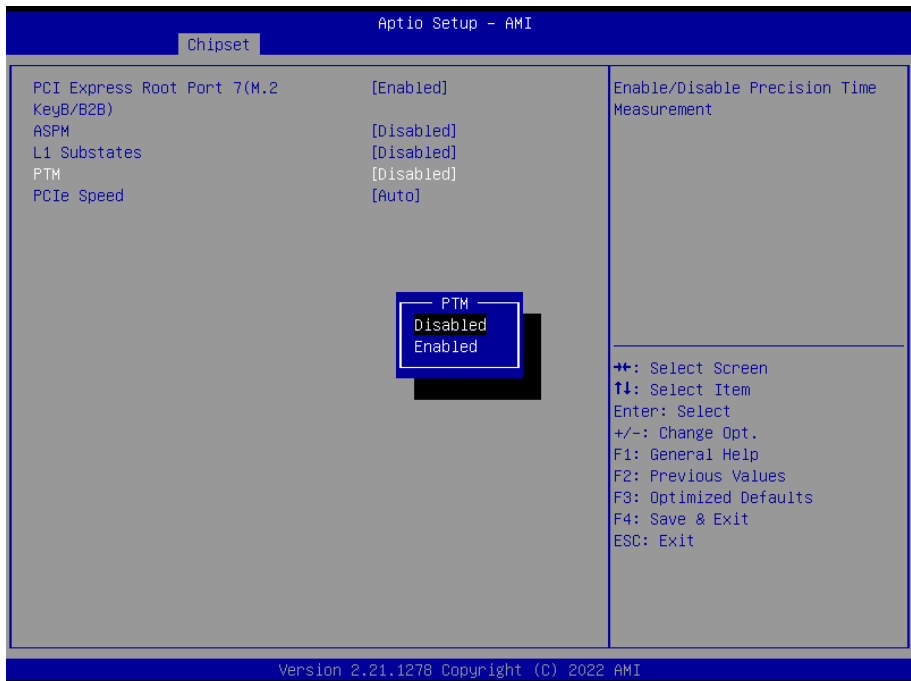 Aptio Setup - AMI
Chipset
PCI Express Root Port 7(M.2 [Enabled]
KeyB/B2B)
ASPM [Disabled]
L1 Substates [Disabled]
PTM [Disabled]
PCIe Speed [Auto]
Enable/Disable Precision Time
Measurement
PTM
Disabled
Enabled
→←: Select Screen
↑↓: Select Item
Enter: Select
+/-: Change Opt.
F1: General Help
F2: Previous Values
F3: Optimized Defaults
F4: Save & Exit
ESC: Exit
Version 2.21.1278 Copyright (C) 2022 AMI